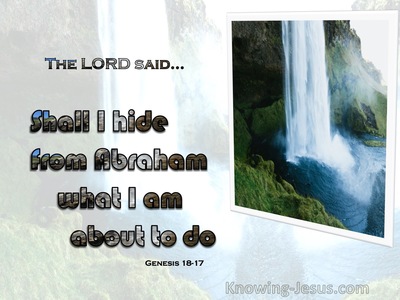 The LORD said...
Shall I hide
from Abraham
what I am
about to do
Genesis 18-17
Knowing-Jesus.com